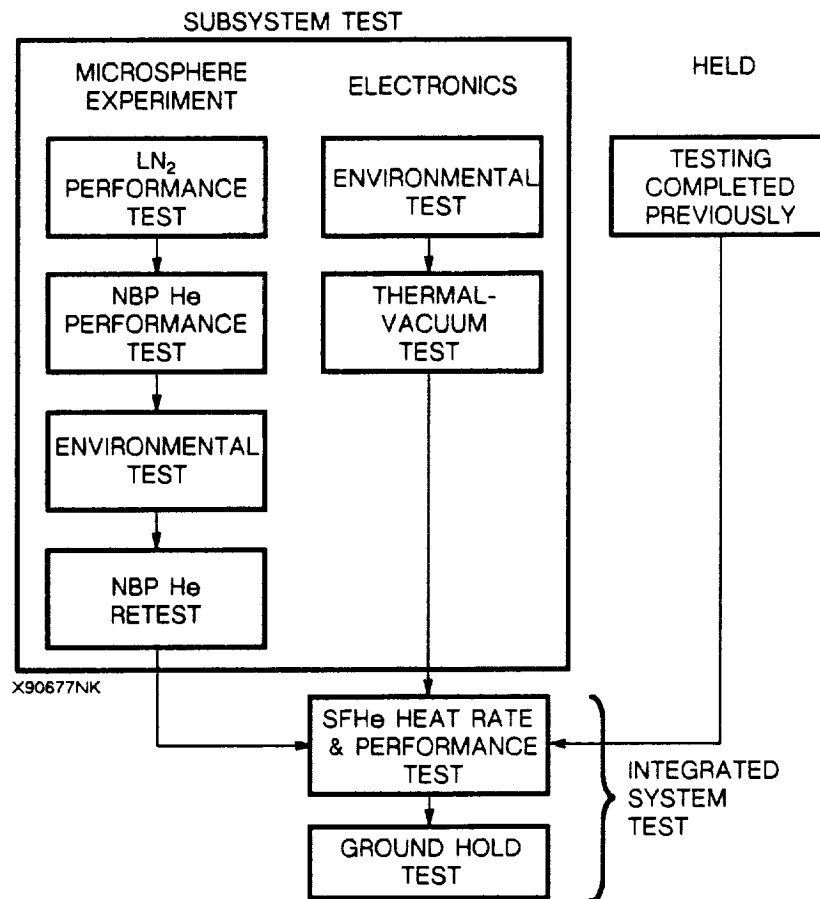 SUBSYSTEM TEST
MICROSPHERE
EXPERIMENT
LN₂
PERFORMANCE
TEST
NBP He
PERFORMANCE
TEST
ENVIRONMENTAL
TEST
NBP He
RETEST
ELECTRONICS
ENVIRONMENTAL
TEST
THERMAL-
VACUUM
TEST
HELD
TESTING
COMPLETED
PREVIOUSLY
X90677NK
SFHe HEAT RATE
& PERFORMANCE
TEST
GROUND HOLD
TEST
INTEGRATED
SYSTEM
TEST